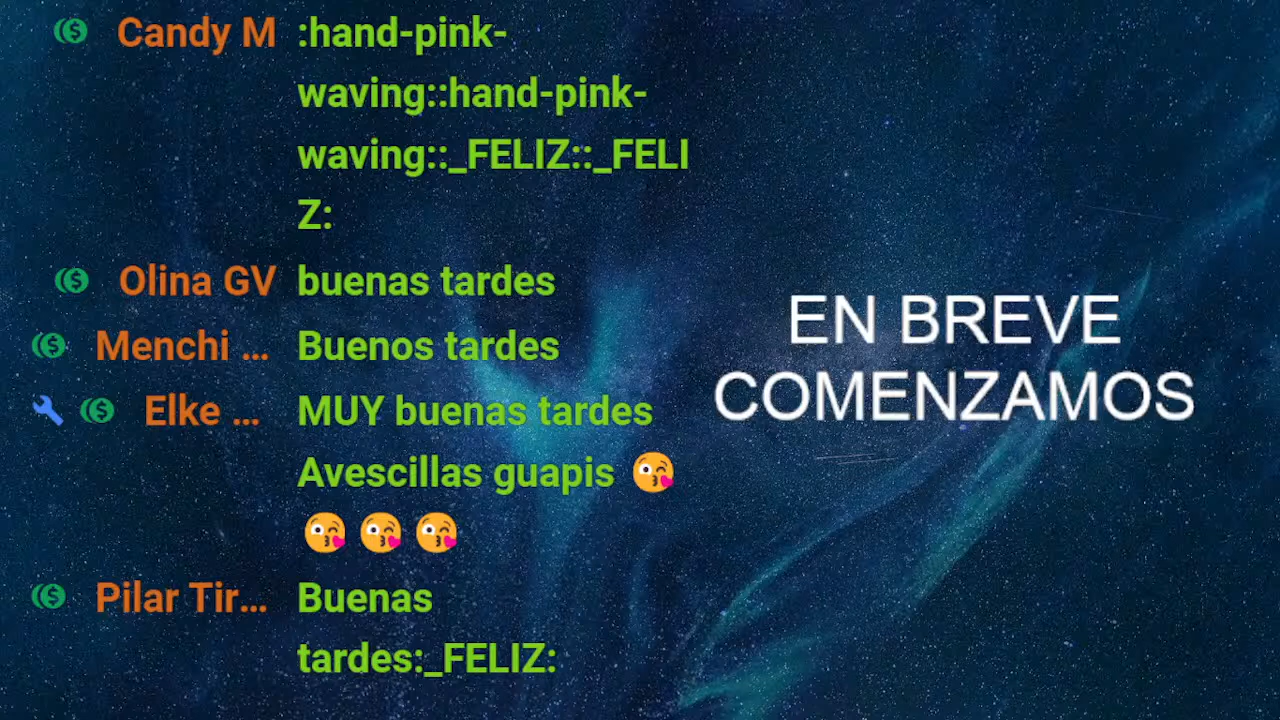 Candy M :hand-pink-
waving::hand-pink-
waving::_FELIZ::_FELI
Z:
Olina GV buenas tardes
Menchi ... Buenos tardes
Elke ... MUY buenas tardes
Avescillas guapis 😘
😘 😘 😘
Pilar Tir... Buenas
tardes:_FELIZ:
EN BREVE
COMENZAMOS